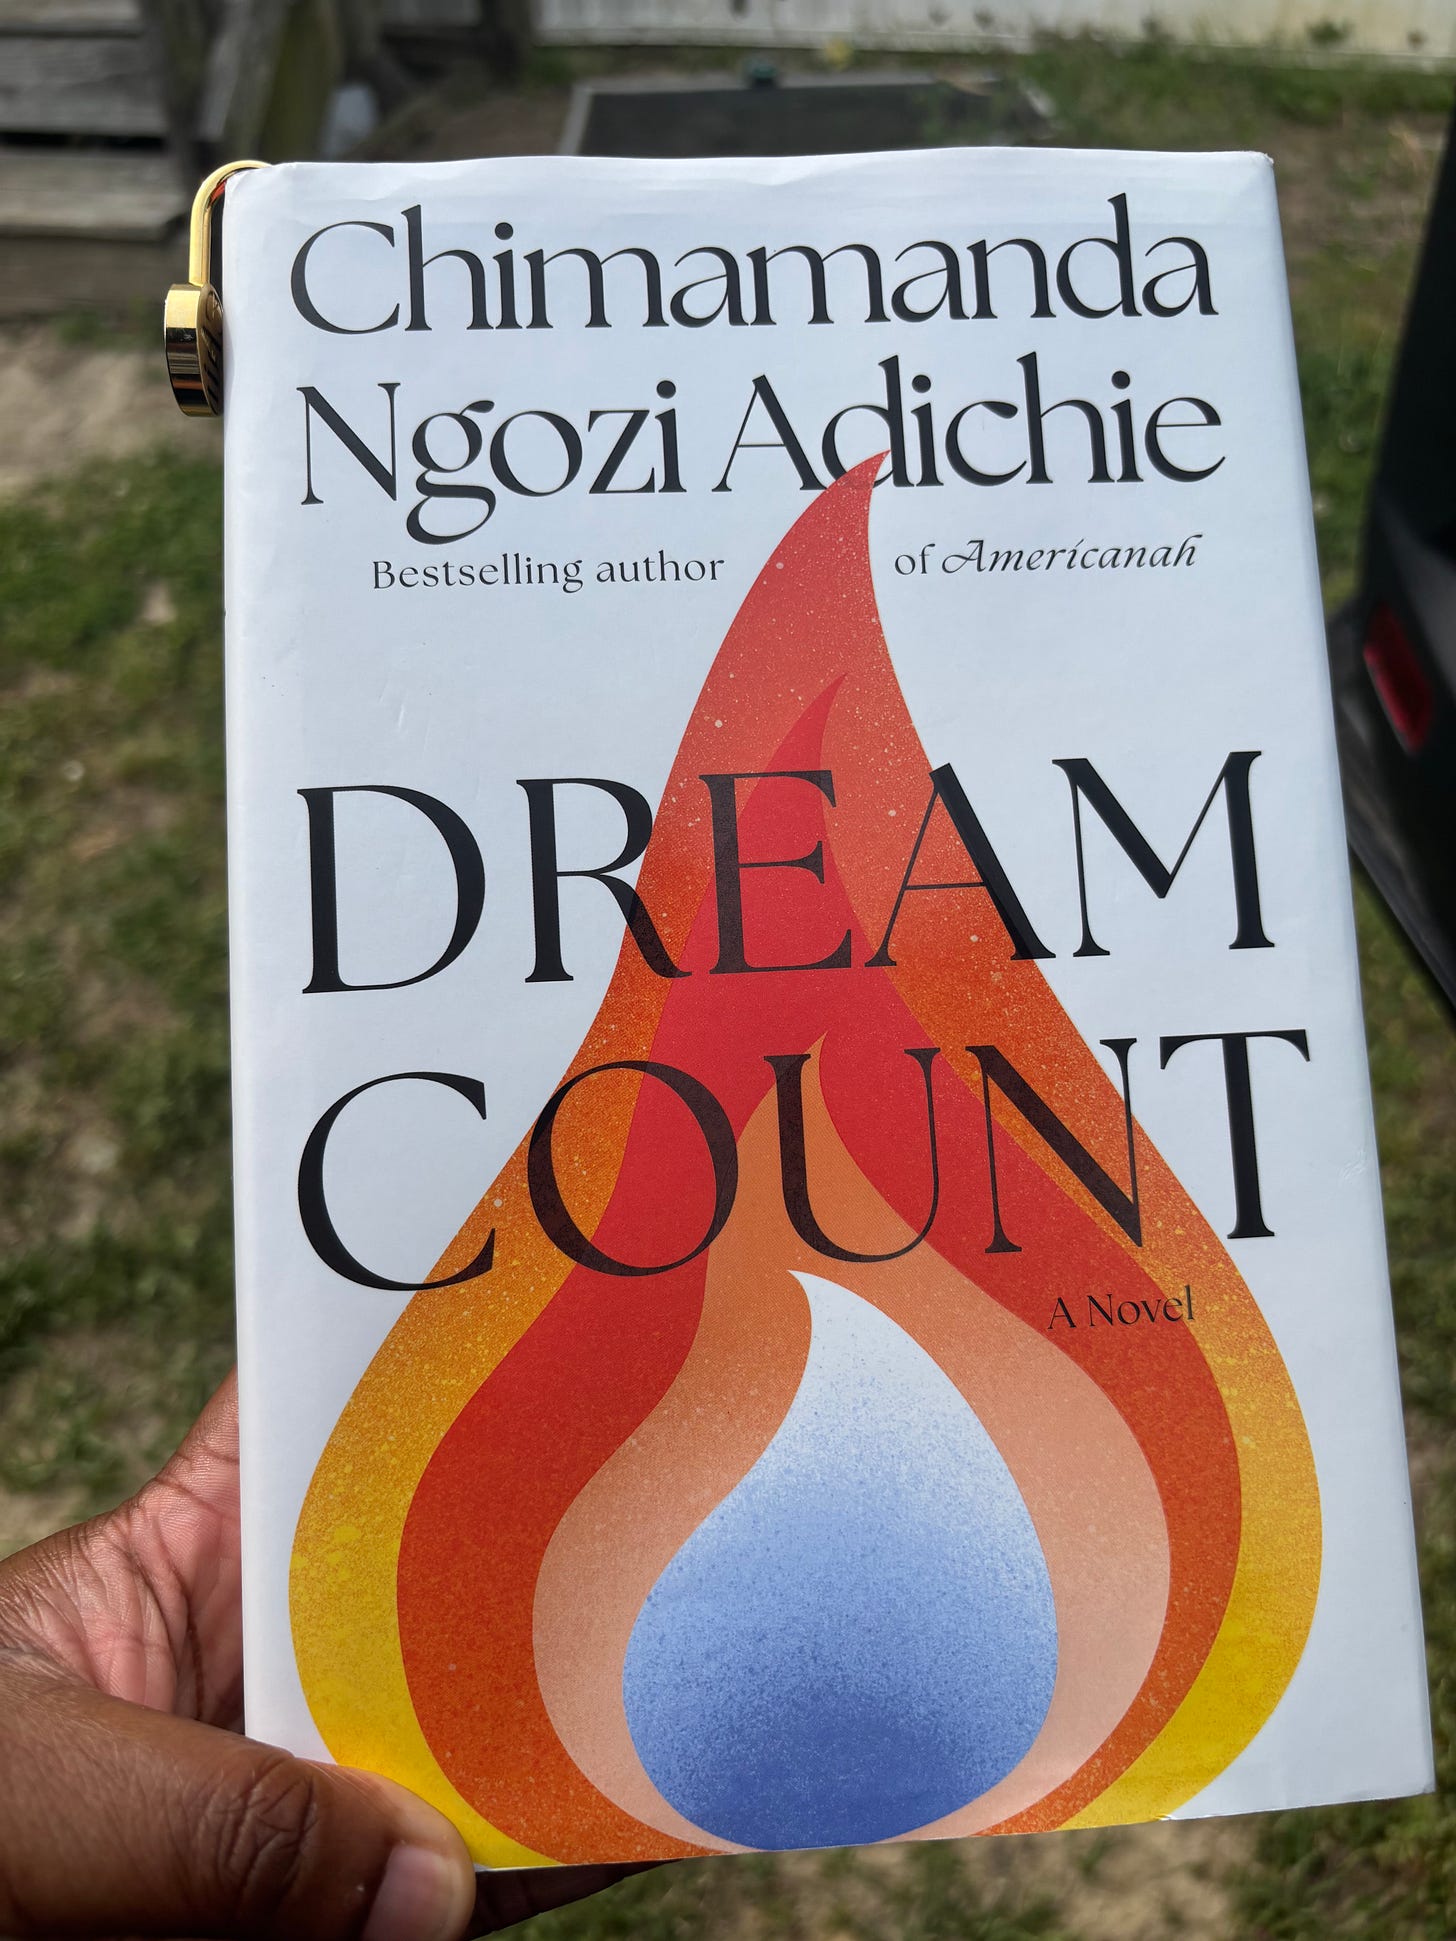 Chimamanda
Ngozi Adichie
Bestselling author of Americanah
DREAM
COUNT
A Novel